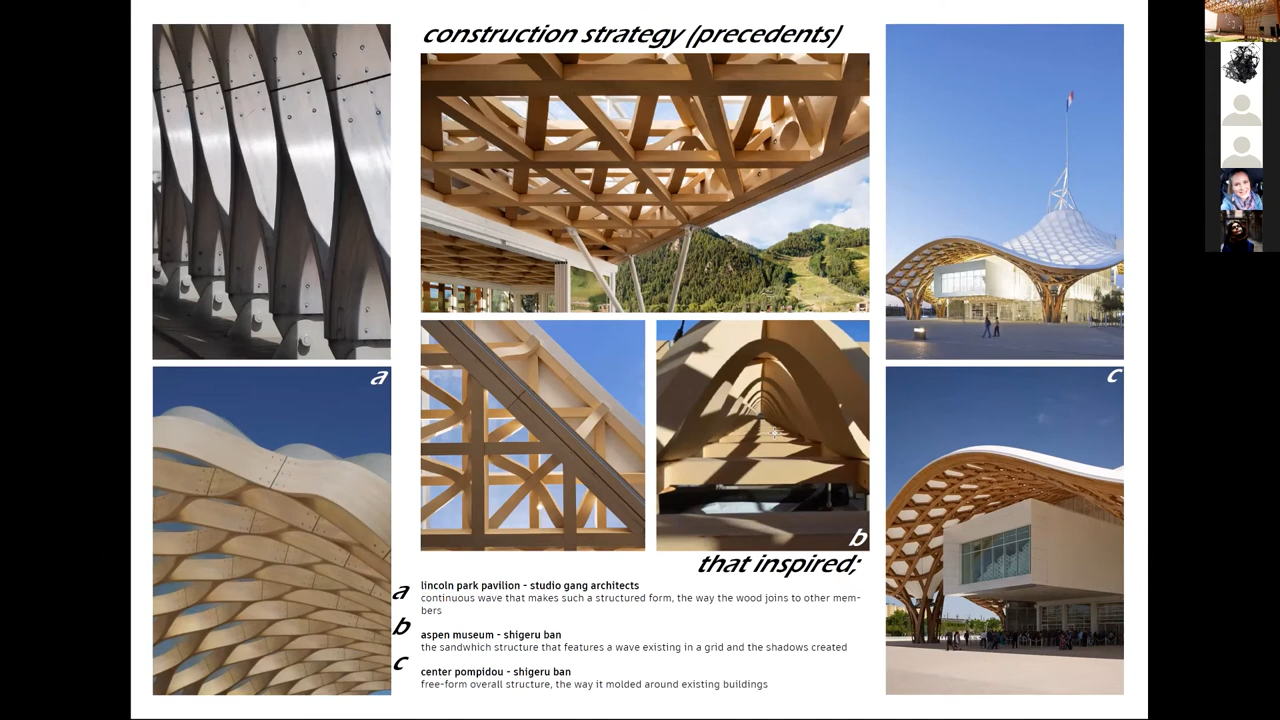 construction strategy (precedents)
a
c
b
that inspired;
a
lincoln park pavilion - studio gang architects
continuous wave that makes such a structured form, the way the wood joins to other mem-
bers
b
aspen museum - shigeru ban
the sandwhich structure that features a wave existing in a grid and the shadows created
c
center pompidou - shigeru ban
free-form overall structure, the way it molded around existing buildings